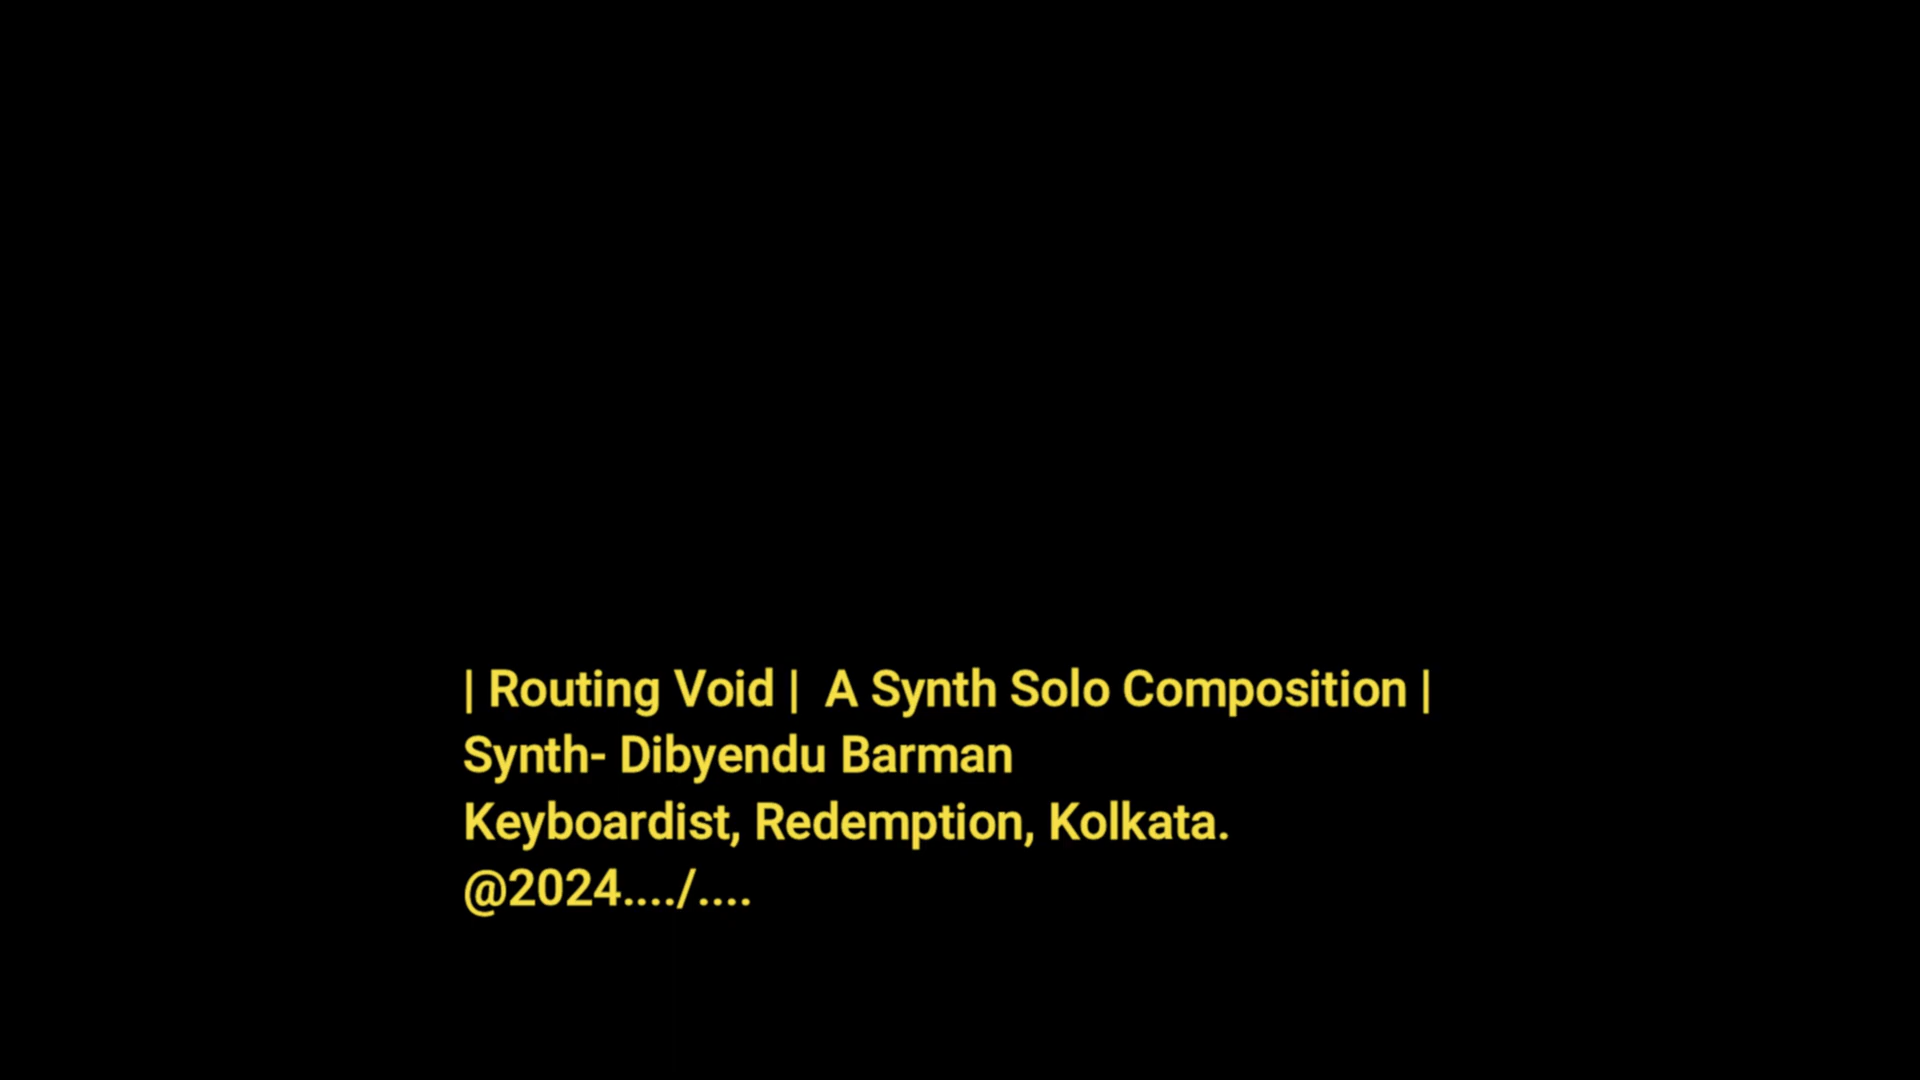 | Routing Void |  A Synth Solo Composition |
Synth- Dibyendu Barman
Keyboardist, Redemption, Kolkata.
@2024..../....